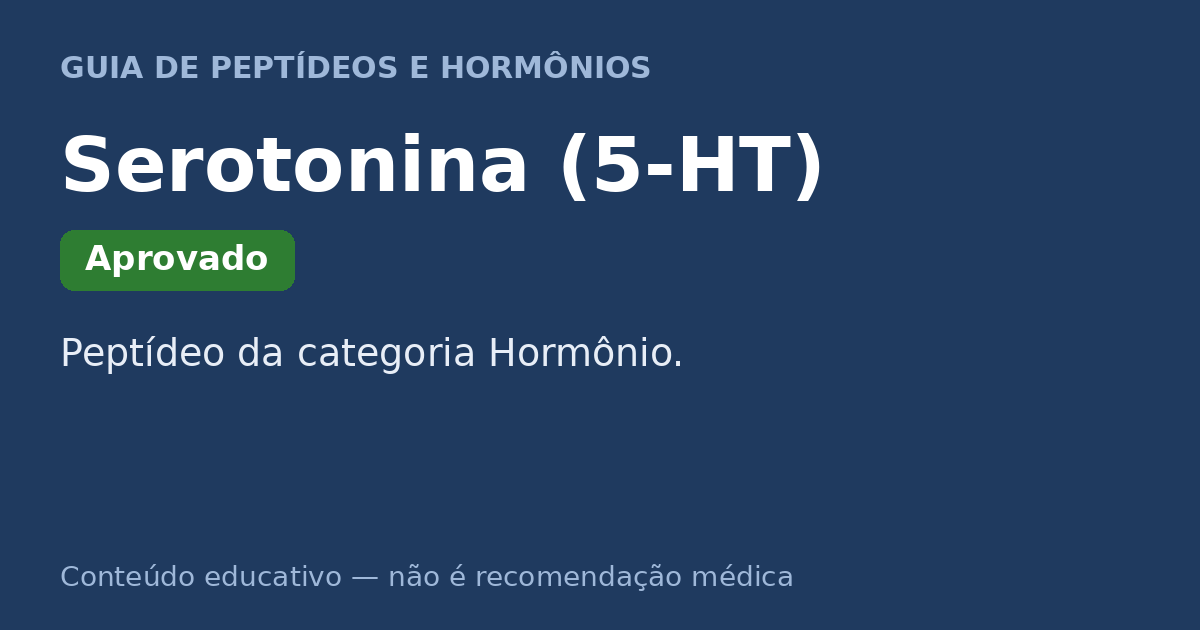 GUIA DE PEPTÍDEOS E HORMÔNIOS
Serotonina (5-HT)
Aprovado
Peptídeo da categoria Hormônio.
Conteúdo educativo — não é recomendação médica